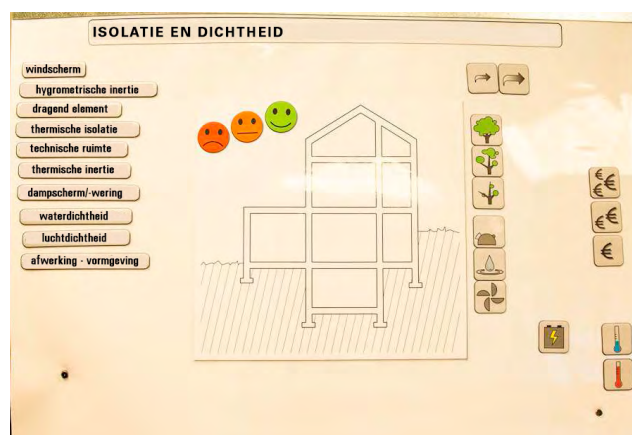 ISOLATIE EN DICHTHEID
windscherm
hygrometrische inertie
dragend element
thermische isolatie
technische ruimte
thermische inertie
dampscherm/-wering
waterdichtheid
luchtdichtheid
afwerking - vormgeving
€€€
€€
€